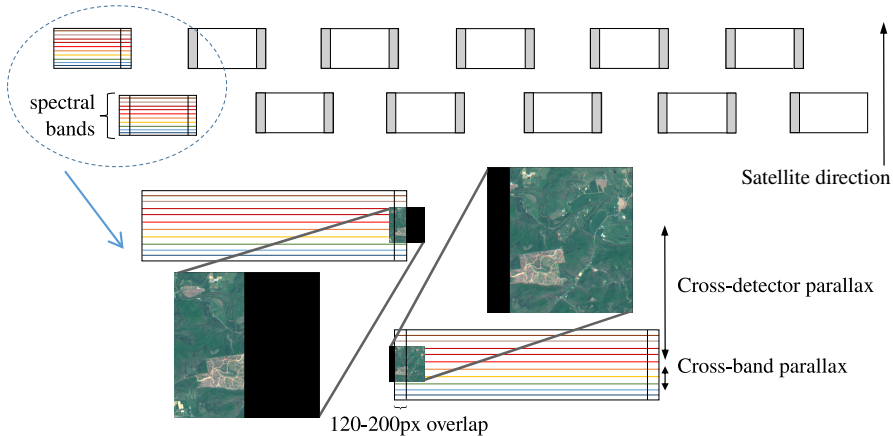 spectral
bands
Satellite direction
Cross-detector parallax
Cross-band parallax
120-200px overlap